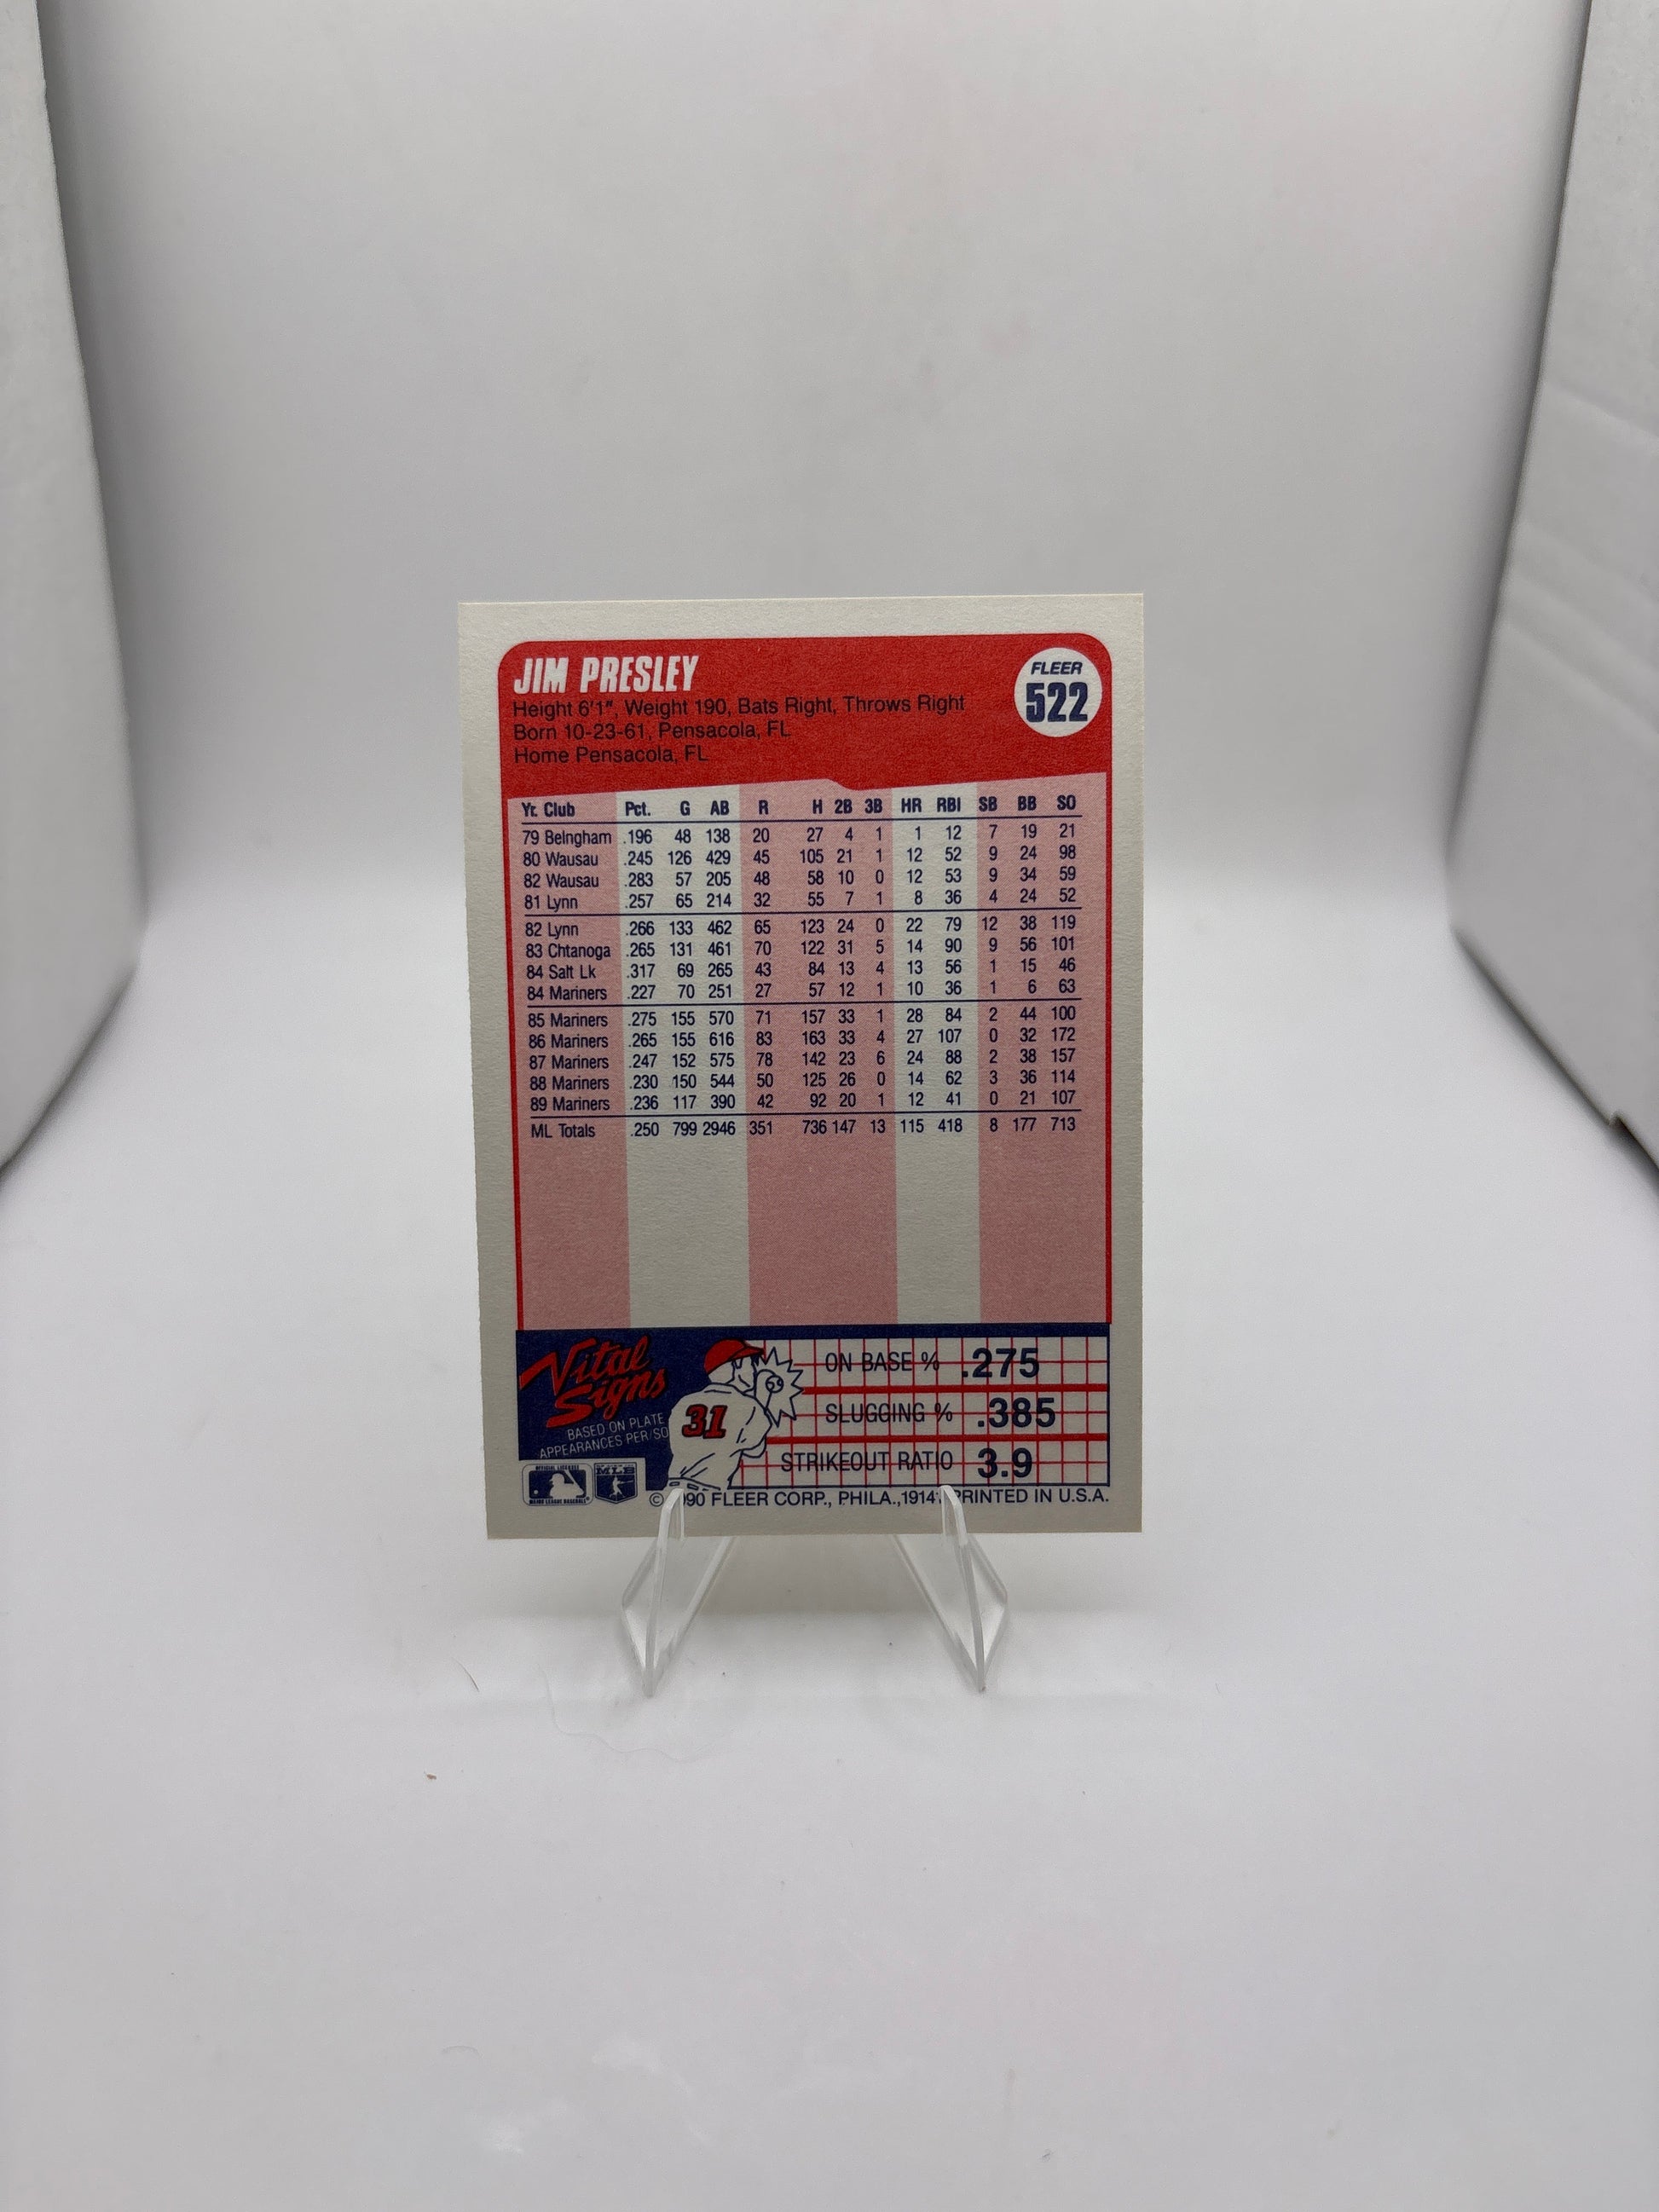 JIM PRESLEY
FLEER
522
Height 6'1", Weight 190, Bats Right, Throws Right
Born 10-23-61, Pensacola, FL
Home Pensacola, FL
Yr. Club Pct. G AB R H 2B 3B HR RBI SB BB SO
79 Belngham .196 48 138 20 27 4 1 1 12 7 19 21
80 Wausau .245 126 429 45 105 21 1 12 52 9 24 98
82 Wausau .283 57 205 48 58 10 0 12 53 9 34 59
81 Lynn .257 65 214 32 55 7 1 8 36 4 24 52
82 Lynn .266 133 462 65 123 24 0 22 79 12 38 119
83 Chtanoga .265 131 461 70 122 31 5 14 90 9 56 101
84 Salt Lk .317 69 265 43 84 13 4 13 56 1 15 46
84 Mariners .227 70 251 27 57 12 1 10 36 1 6 63
85 Mariners .275 155 570 71 157 33 1 28 84 2 44 100
86 Mariners .265 155 616 83 163 33 4 27 107 0 32 172
87 Mariners .247 152 575 78 142 23 6 24 88 2 38 157
88 Mariners .230 150 544 50 125 26 0 14 62 3 36 114
89 Mariners .236 117 390 42 92 20 1 12 41 0 21 107
ML Totals .250 799 2946 351 736 147 13 115 418 8 177 713
Vital
Signs
BASED ON PLATE
APPEARANCES PER/SO
31
ON BASE % .275
SLUGGING % .385
STRIKEOUT RATIO 3.9
MLB
© 90 FLEER CORP., PHILA., 1914 PRINTED IN U.S.A.